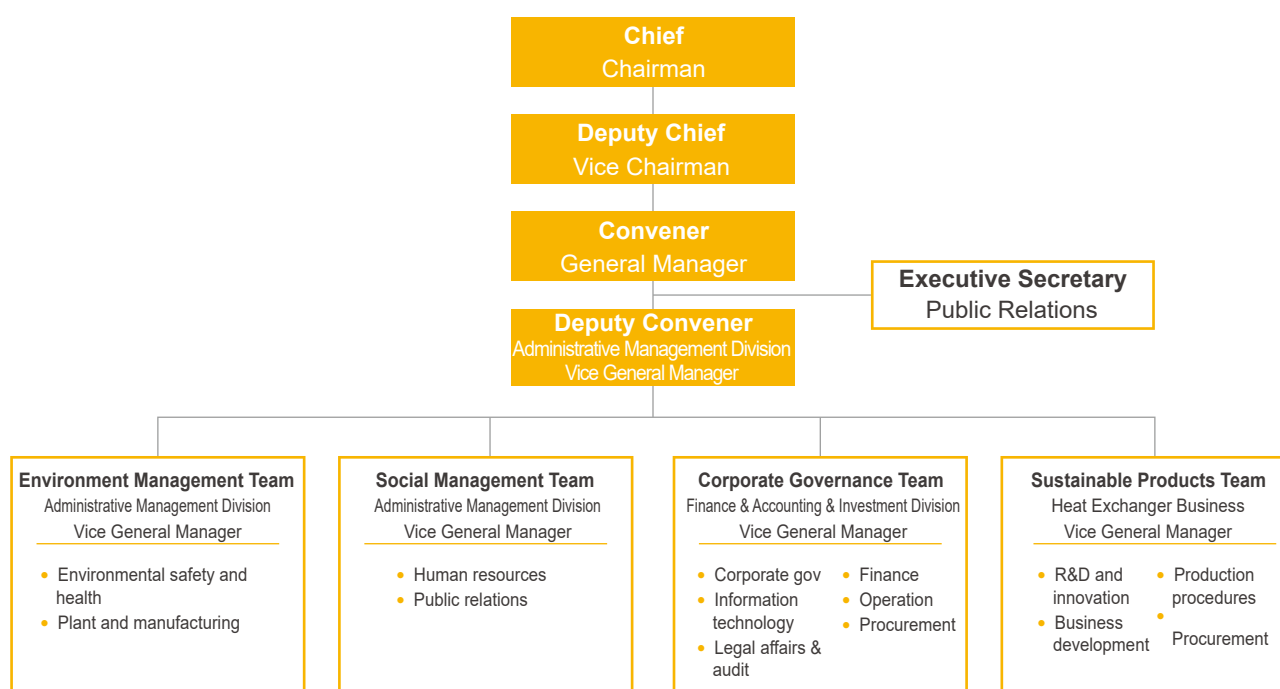 Chief
Chairman
Deputy Chief
Vice Chairman
Convener
General Manager
Executive Secretary
Public Relations
Deputy Convener
Administrative Management Division
Vice General Manager
Environment Management Team
Administrative Management Division
Vice General Manager
• Environmental safety and
health
• Plant and manufacturing
Social Management Team
Administrative Management Division
Vice General Manager
• Human resources
• Public relations
Corporate Governance Team
Finance & Accounting & Investment Division
Vice General Manager
• Corporate gov
• Information
technology
• Legal affairs &
audit
• Finance
• Operation
• Procurement
Sustainable Products Team
Heat Exchanger Business
Vice General Manager
• R&D and
innovation
• Business
development
• Production
procedures
•
Procurement